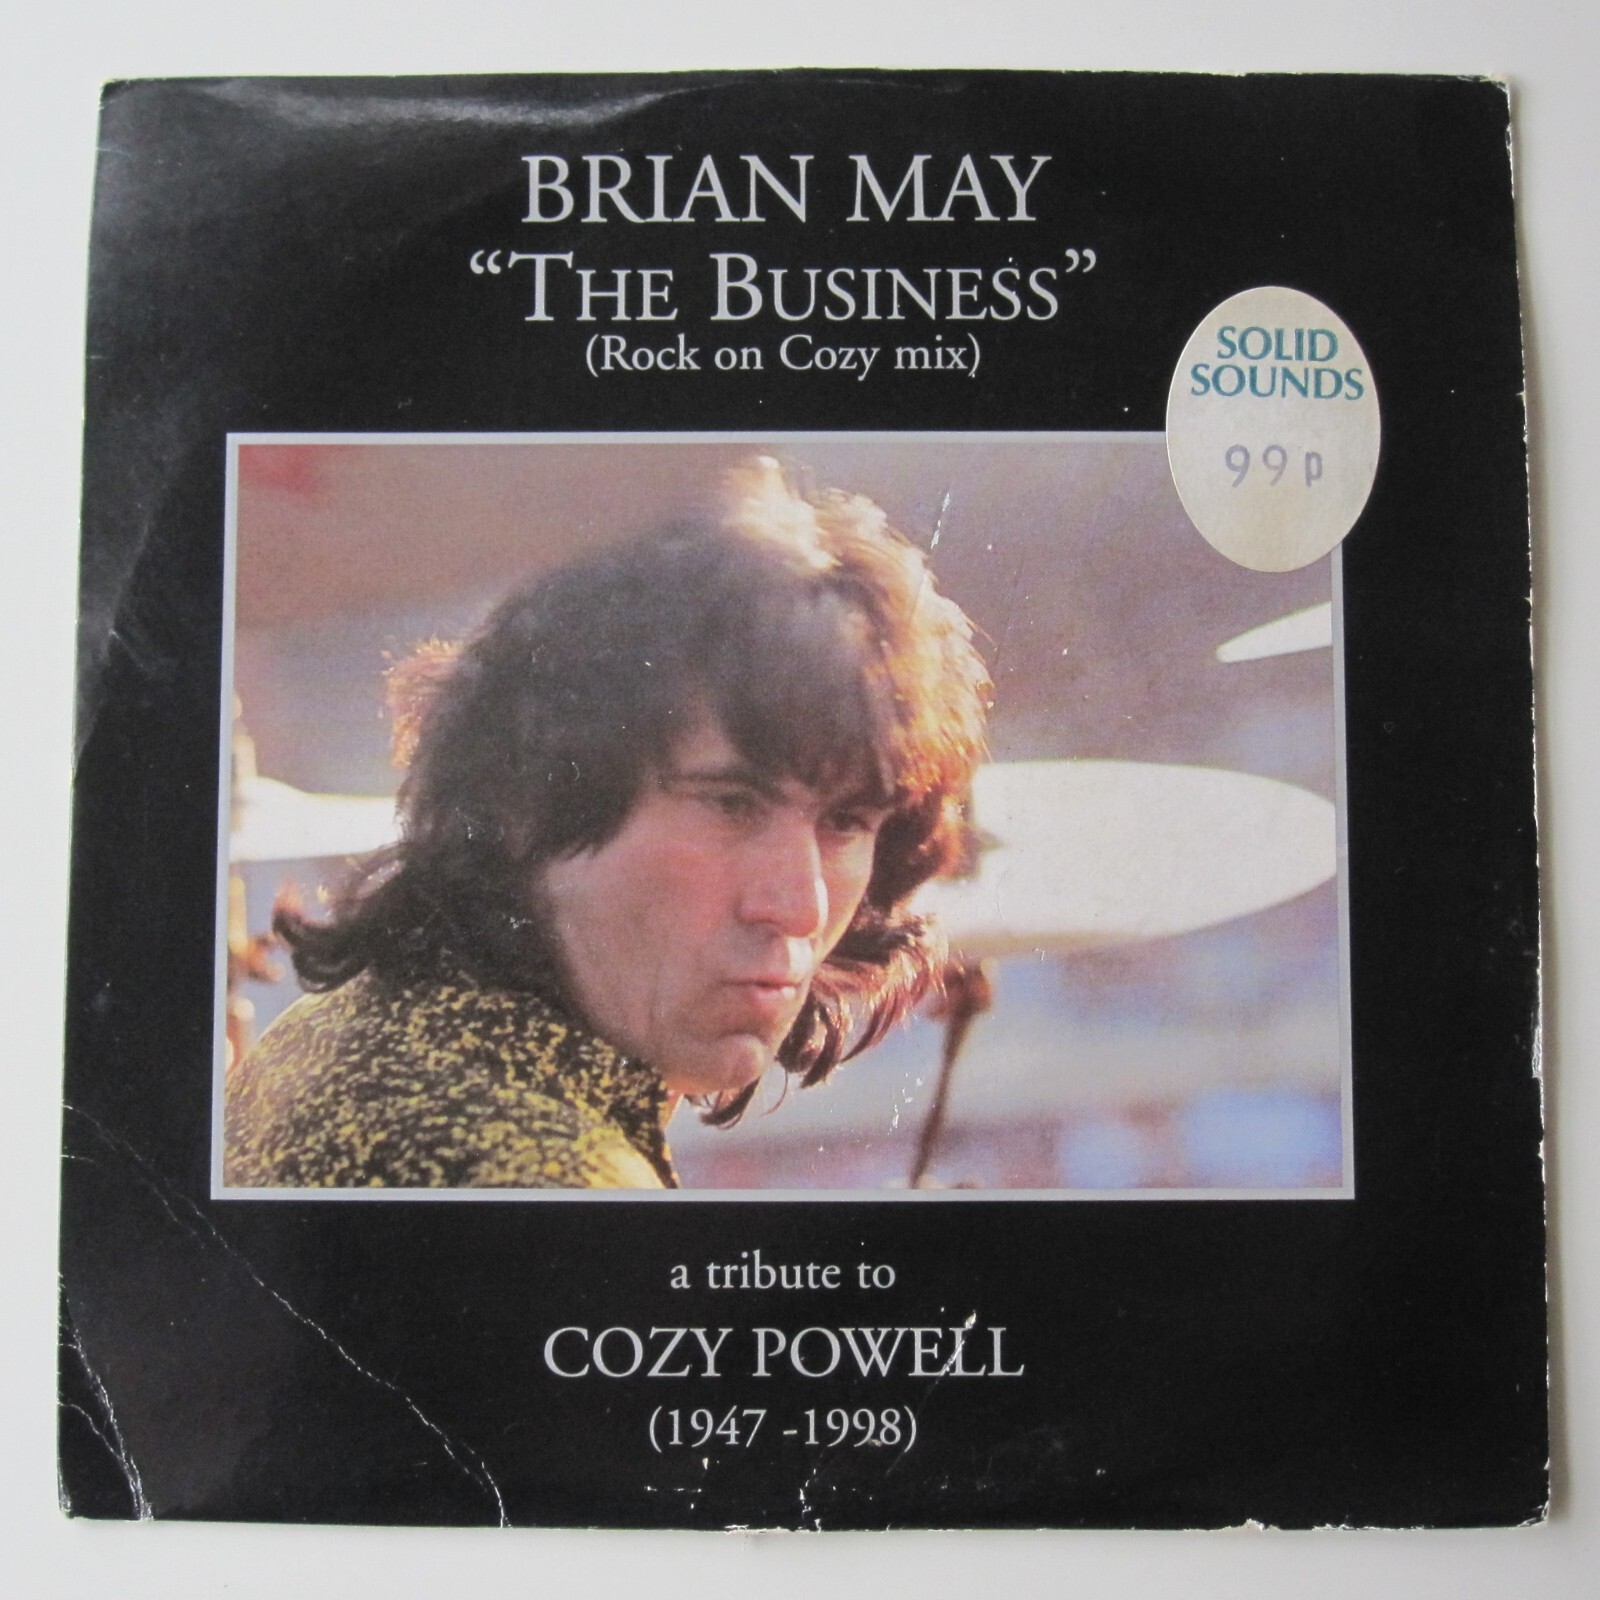 BRIAN MAY
“THE BUSINESS”
(Rock on Cozy mix)
SOLID
SOUNDS
99p
a tribute to
COZY POWELL
(1947 -1998)